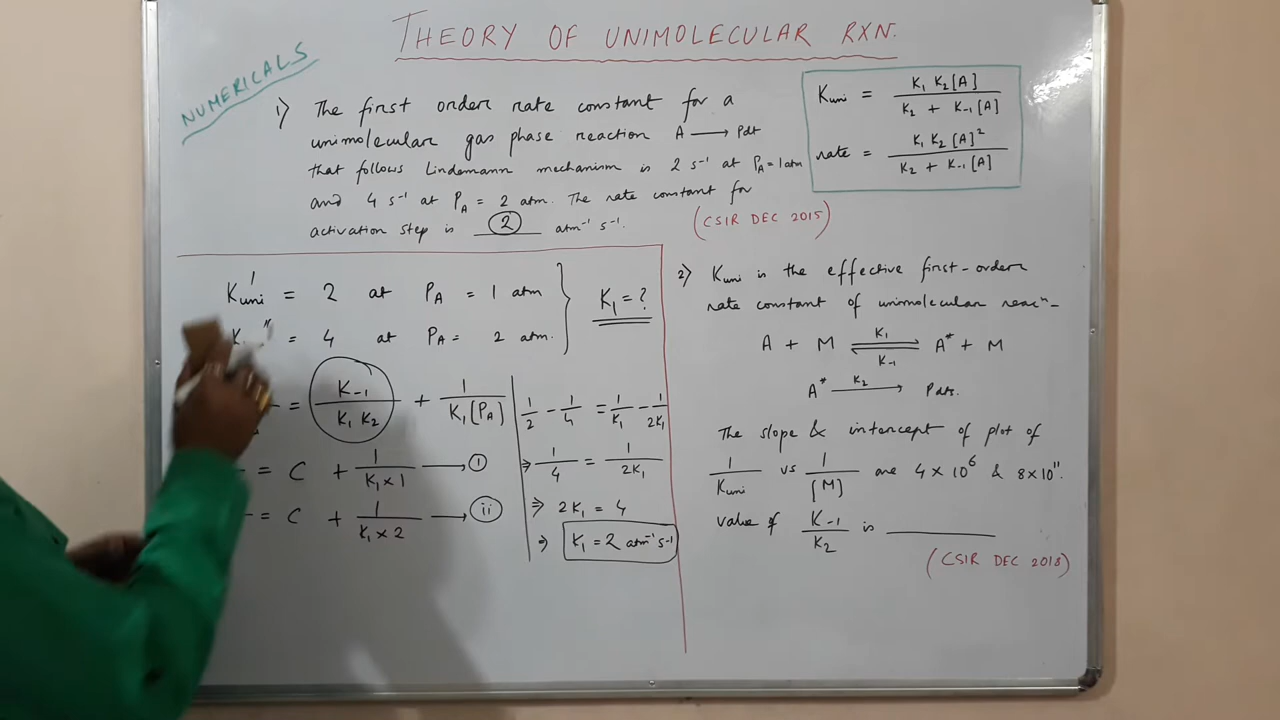 THEORY OF UNIMOLECULAR RXN.
NUMERICALS
1) The first order rate constant for a
unimolecular gas phase reaction A ⟶ Pdt
that follows Lindemann mechanism is 2 s⁻¹ at P_A = 1 atm
and 4 s⁻¹ at P_A = 2 atm. The rate constant for
activation step is 2 atm⁻¹ s⁻¹.
(CSIR DEC 2015)
K_uni = K₁ K₂ [A] / K₂ + K₋₁ [A]
rate = K₁ K₂ [A]² / K₂ + K₋₁ [A]
K'_uni = 2 at P_A = 1 atm
K'' = 4 at P_A = 2 atm.
K₁ = ?
= K₋₁ / K₁ K₂ + 1 / K₁ [P_A]
= C + 1 / K₁ × 1 ⟶ (i)
= C + 1 / K₁ × 2 ⟶ (ii)
1/2 − 1/4 = 1/K₁ − 1/2K₁
⇒ 1/4 = 1/2K₁
⇒ 2K₁ = 4
⇒ K₁ = 2 atm⁻¹ s⁻¹
2) K_uni is the effective first-order
rate constant of unimolecular reacⁿ-
A + M ⇌ A* + M
K₁
K₋₁
A* ⟶ Pdts.
K₂
The slope & intercept of plot of
1/K_uni vs 1/[M] are 4 × 10⁶ & 8 × 10¹¹.
value of K₋₁ / K₂ is ________
(CSIR DEC 2018)